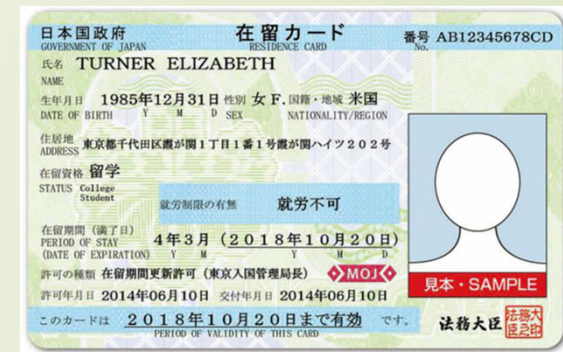 日本国政府 在留カード 番号 AB12345678CD
GOVERNMENT OF JAPAN RESIDENCE CARD No.
氏名 TURNER ELIZABETH
NAME
生年月日 1985年12月31日 性別 女 F. 国籍・地域 米国
DATE OF BIRTH Y M D SEX NATIONALITY/REGION
住居地 東京都千代田区霞が関1丁目1番1号霞が関ハイツ202号
ADDRESS
在留資格 留学
STATUS College
Student
就労制限の有無 就労不可
在留期間(満了日)
PERIOD OF STAY 4年3月(2018年10月20日)
(DATE OF EXPIRATION) Y M Y M D
許可の種類 在留期間更新許可(東京入国管理局長) MOJ
見本・SAMPLE
許可年月日 2014年06月10日 交付年月日 2014年06月10日
このカードは 2018年10月20日まで有効 です。
PERIOD OF VALIDITY OF THIS CARD
法務大臣
法務大
臣之印